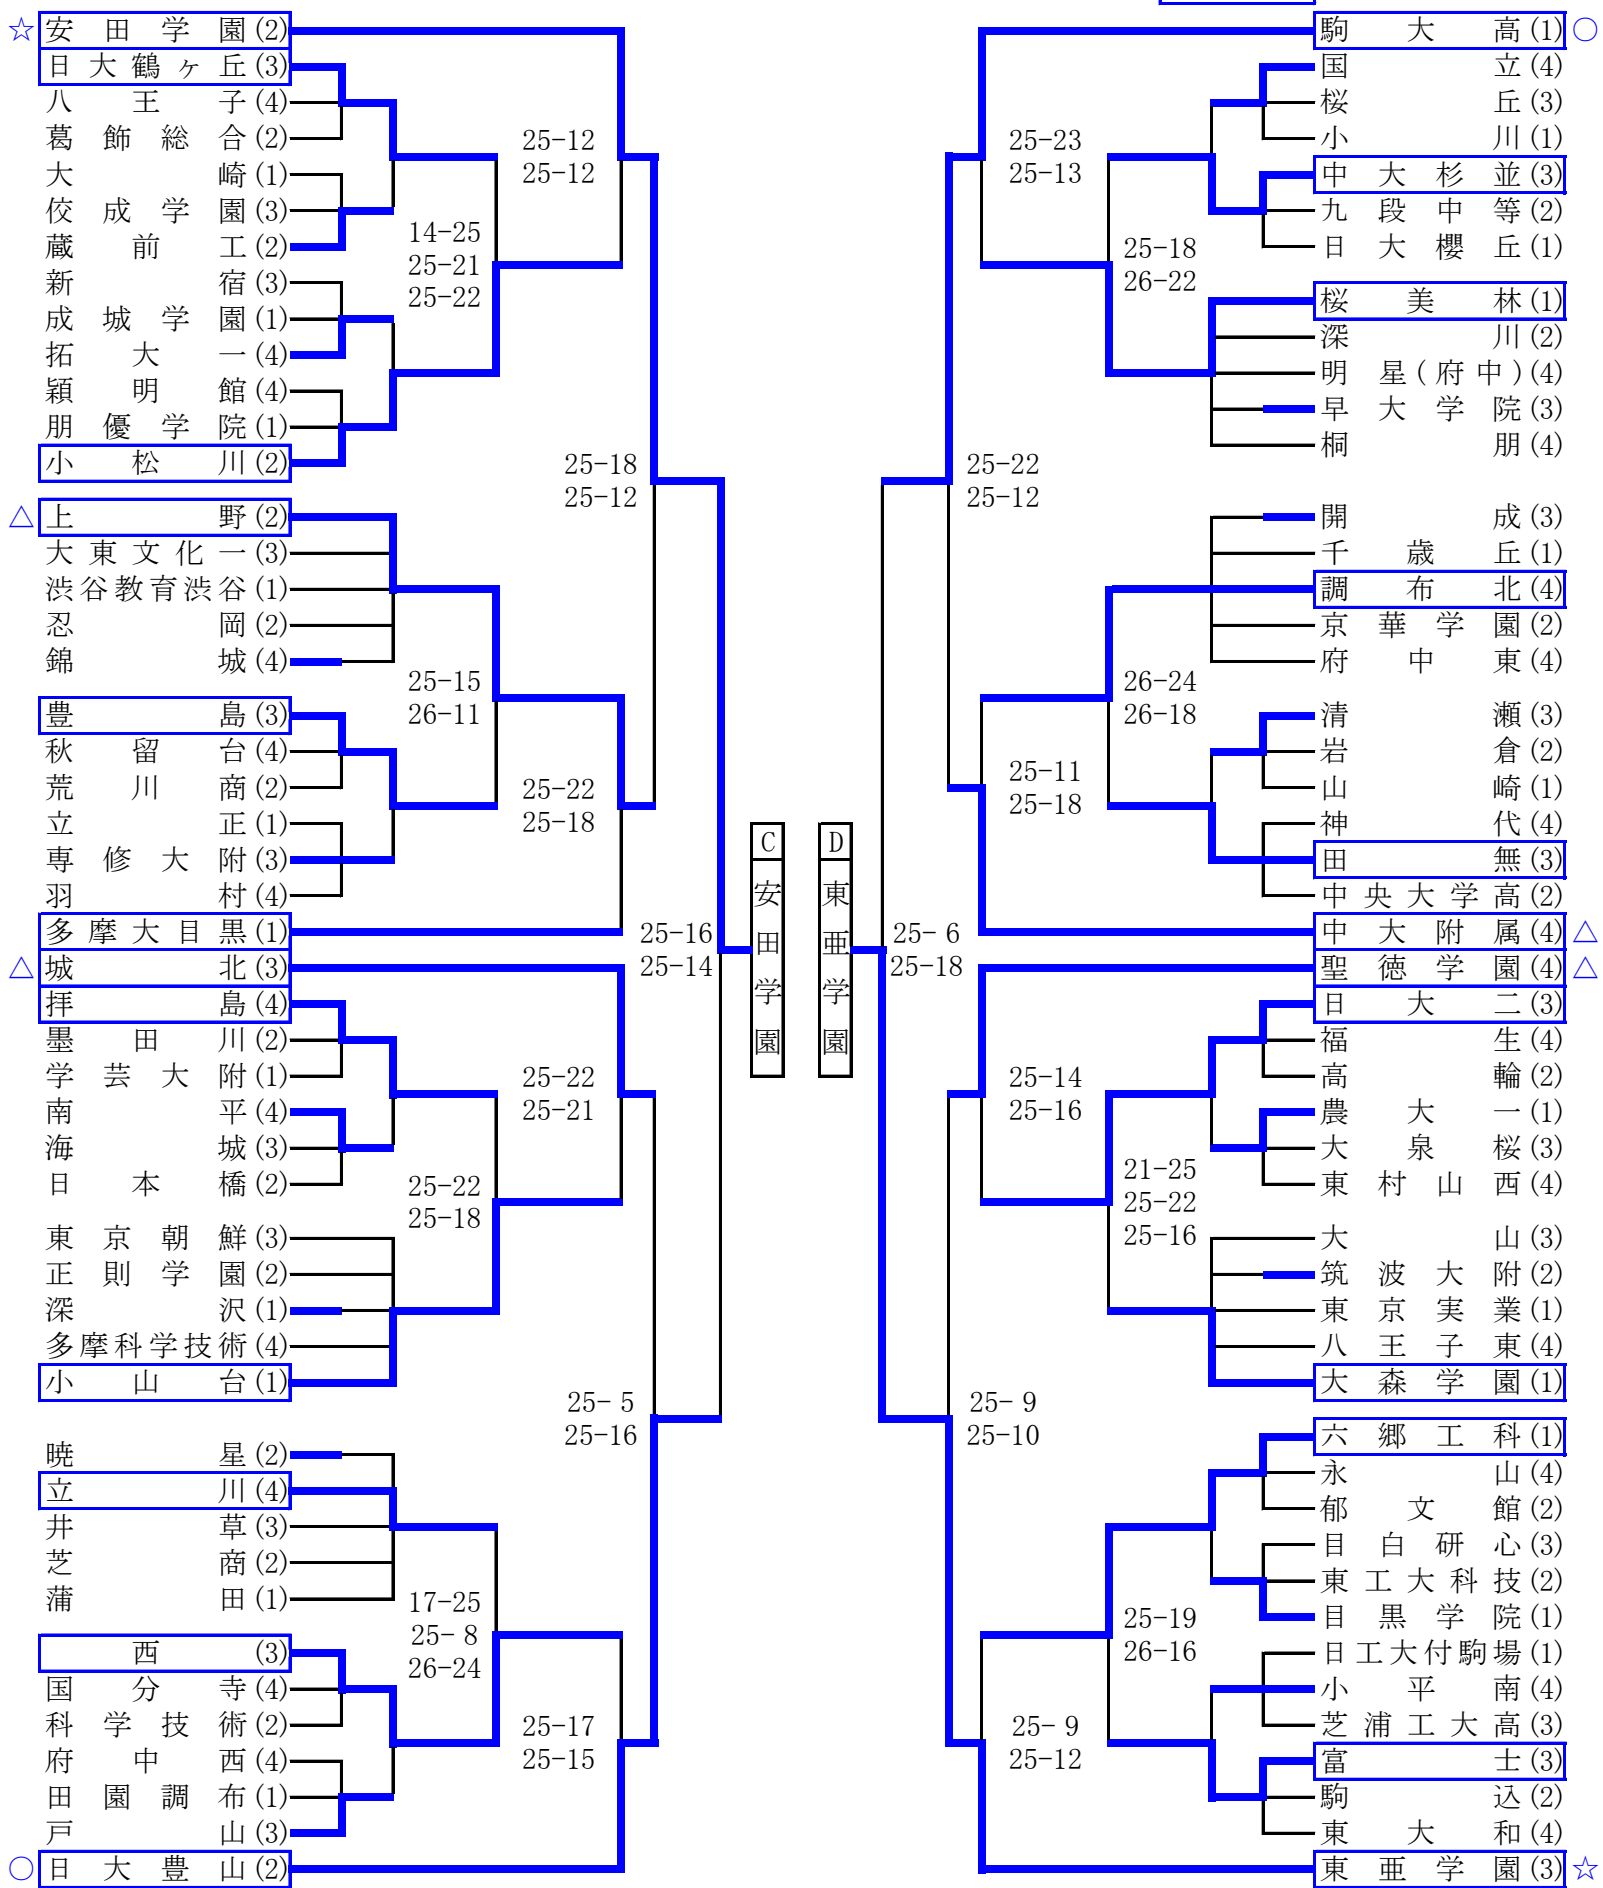 ☆ 安田学園(2)
日大鶴ヶ丘(3)
八王子(4)
葛飾総合(2)
大崎(1)
佼成学園(3)
蔵前工(2)
新宿(3)
成城学園(1)
拓大一(4)
穎明館(4)
朋優学院(1)
小松川(2)
△ 上野(2)
大東文化一(3)
渋谷教育渋谷(1)
忍岡(2)
錦城(4)
豊島(3)
秋留台(4)
荒川商(2)
立正(1)
専修大附(3)
羽村(4)
多摩大目黒(1)
△ 城北(3)
拝島(4)
墨田川(2)
学芸大附(1)
南平(4)
海城(3)
日本橋(2)
東京朝鮮(3)
正則学園(2)
深沢(1)
多摩科学技術(4)
小山台(1)
暁星(2)
立川(4)
井草(3)
芝商(2)
蒲田(1)
西(3)
国分寺(4)
科学技術(2)
府中西(4)
田園調布(1)
戸山(3)
○ 日大豊山(2)
14-25
25-21
25-22
25-15
26-11
25-22
25-18
17-25
25- 8
26-24
25-12
25-12
25-22
25-18
25-22
25-21
25-17
25-15
25-18
25-12
25- 5
25-16
25-16
25-14
C
安田学園
D
東亜学園
25- 6
25-18
25-22
25-12
25- 9
25-10
25-23
25-13
25-11
25-18
25-14
25-16
25- 9
25-12
25-18
26-22
26-24
26-18
21-25
25-22
25-16
25-19
26-16
駒大高(1) ○
国立(4)
桜丘(3)
小川(1)
中大杉並(3)
九段中等(2)
日大櫻丘(1)
桜美林(1)
深川(2)
明星(府中)(4)
早大学院(3)
桐朋(4)
開成(3)
千歳丘(1)
調布北(4)
京華学園(2)
府中東(4)
清瀬(3)
岩倉(2)
山崎(1)
神代(4)
田無(3)
中央大学高(2)
中大附属(4) △
聖徳学園(4) △
日大二(3)
福生(4)
高輪(2)
農大一(1)
大泉桜(3)
東村山西(4)
大山(3)
筑波大附(2)
東京実業(1)
八王子東(4)
大森学園(1)
六郷工科(1)
永山(4)
郁文館(2)
目白研心(3)
東工大科技(2)
目黒学院(1)
日工大付駒場(1)
小平南(4)
芝浦工大高(3)
富士(3)
駒込(2)
東大和(4)
東亜学園(3) ☆